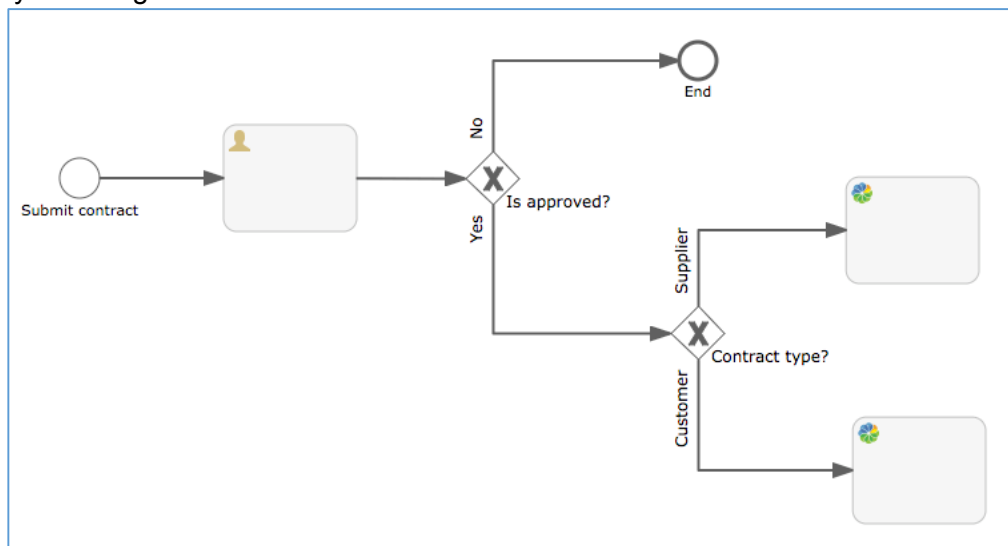 End
No
Submit contract
Is approved?
Yes
Supplier
Contract type?
Customer